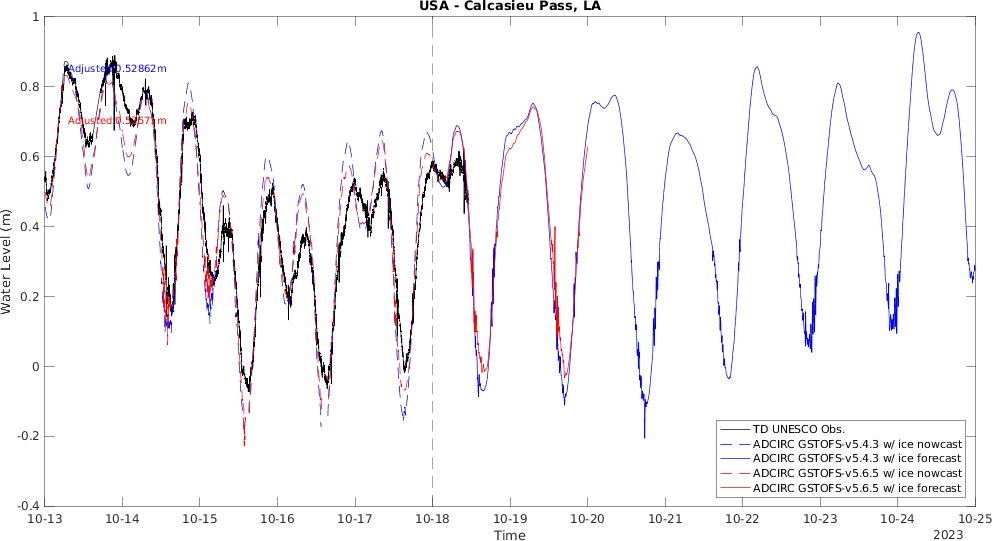 USA - Calcasieu Pass, LA
1
0.8
0.6
0.4
0.2
0
-0.2
-0.4
Water Level (m)
Adjusted 0.52862m
TD UNESCO Obs.
ADCIRC GSTOFS-v5.4.3 w/ ice nowcast
ADCIRC GSTOFS-v5.4.3 w/ ice forecast
ADCIRC GSTOFS-v5.6.5 w/ ice nowcast
ADCIRC GSTOFS-v5.6.5 w/ ice forecast
10-13 10-14 10-15 10-16 10-17 10-18 10-19 10-20 10-21 10-22 10-23 10-24 10-25
Time
2023